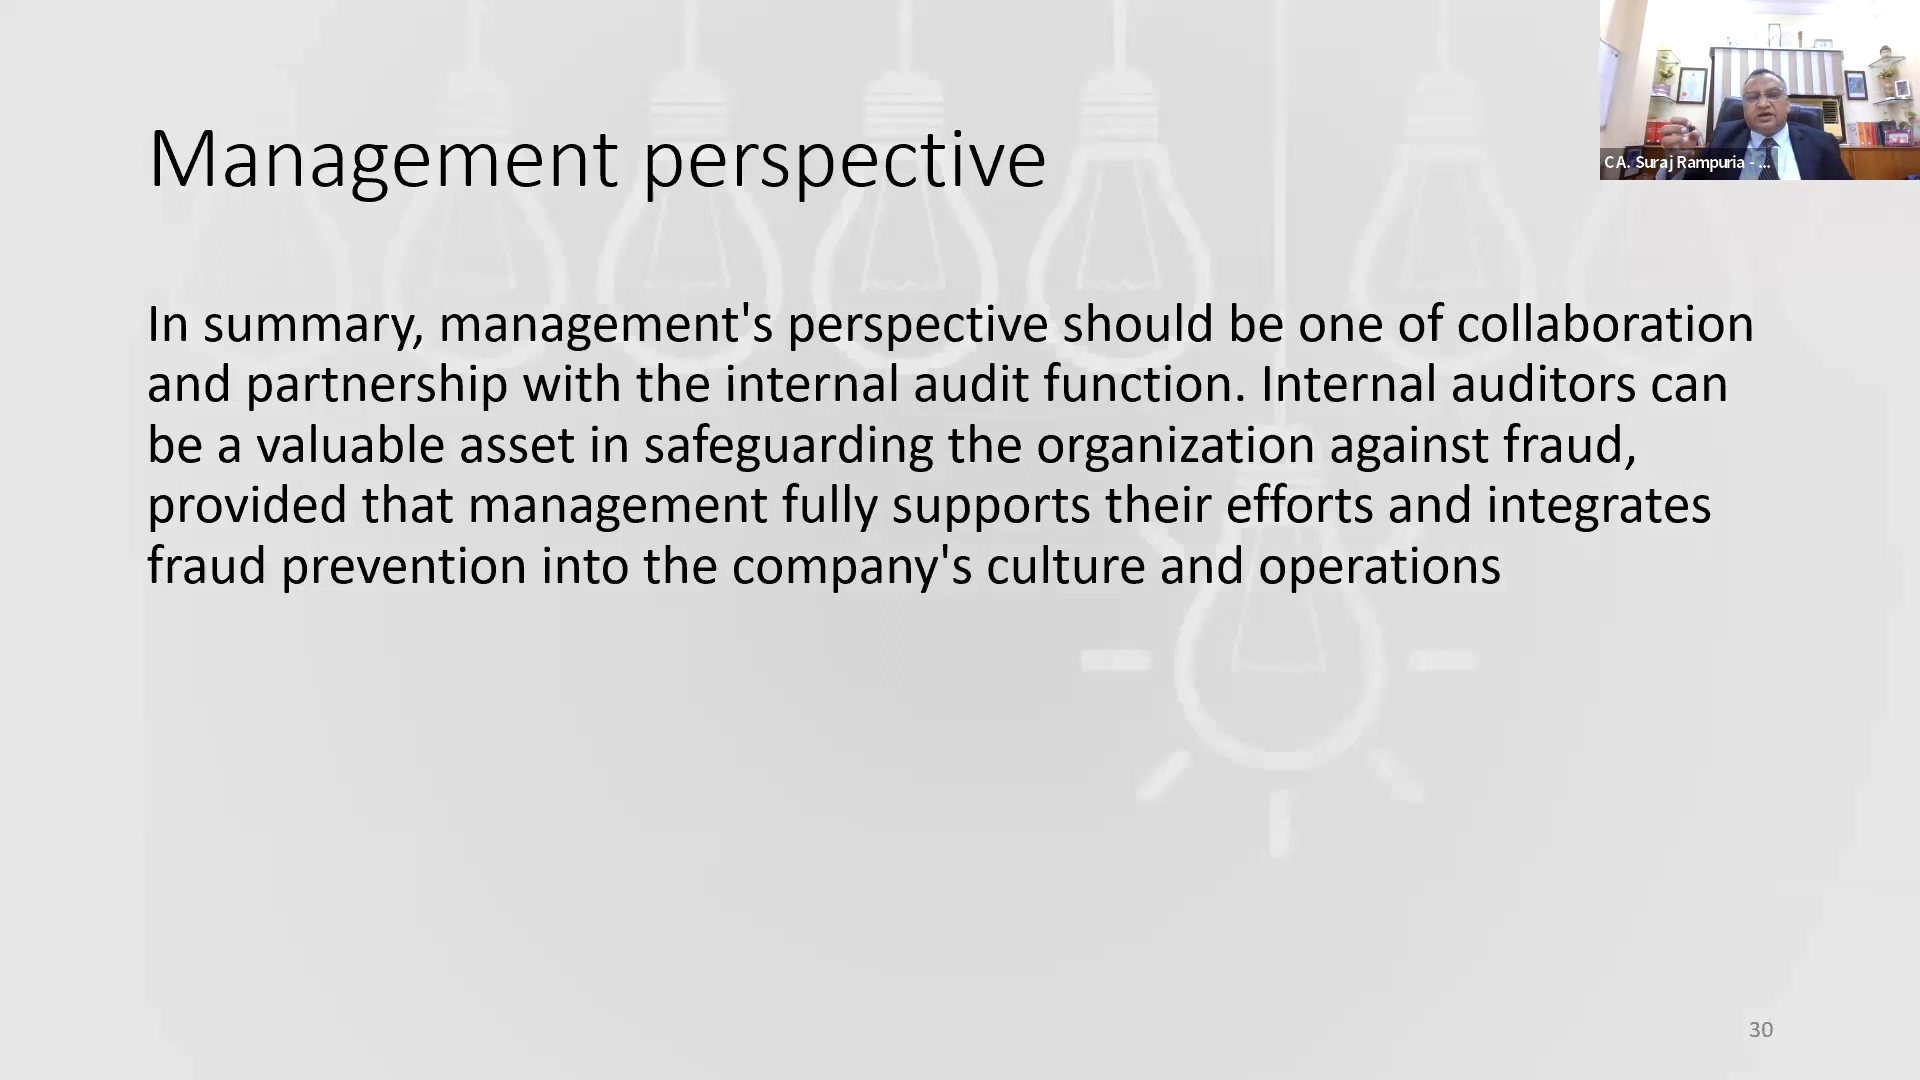 Management perspective
C A. Suraj Rampuria - ...
In summary, management's perspective should be one of collaboration
and partnership with the internal audit function. Internal auditors can
be a valuable asset in safeguarding the organization against fraud,
provided that management fully supports their efforts and integrates
fraud prevention into the company's culture and operations
30